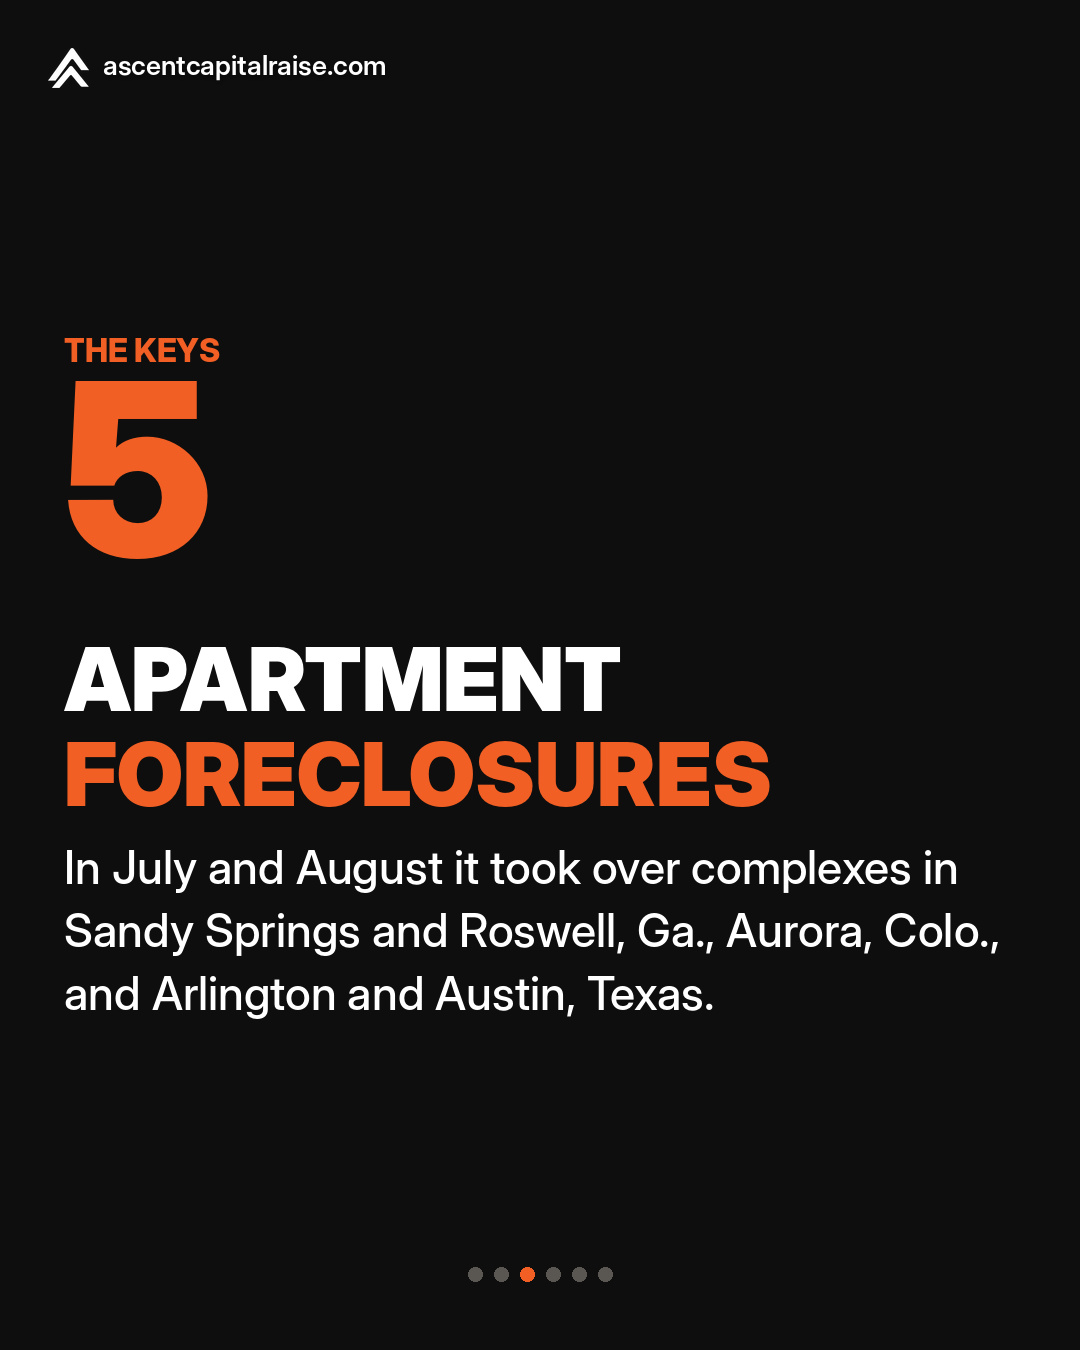 ascentcapitalraise.com
THE KEYS
5
APARTMENT
FORECLOSURES
In July and August it took over complexes in
Sandy Springs and Roswell, Ga., Aurora, Colo.,
and Arlington and Austin, Texas.